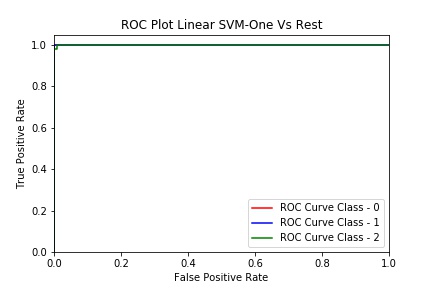 ROC Plot Linear SVM-One Vs Rest
1.0
0.8
0.6
0.4
0.2
0.0
True Positive Rate
ROC Curve Class - 0
ROC Curve Class - 1
ROC Curve Class - 2
0.0 0.2 0.4 0.6 0.8 1.0
False Positive Rate